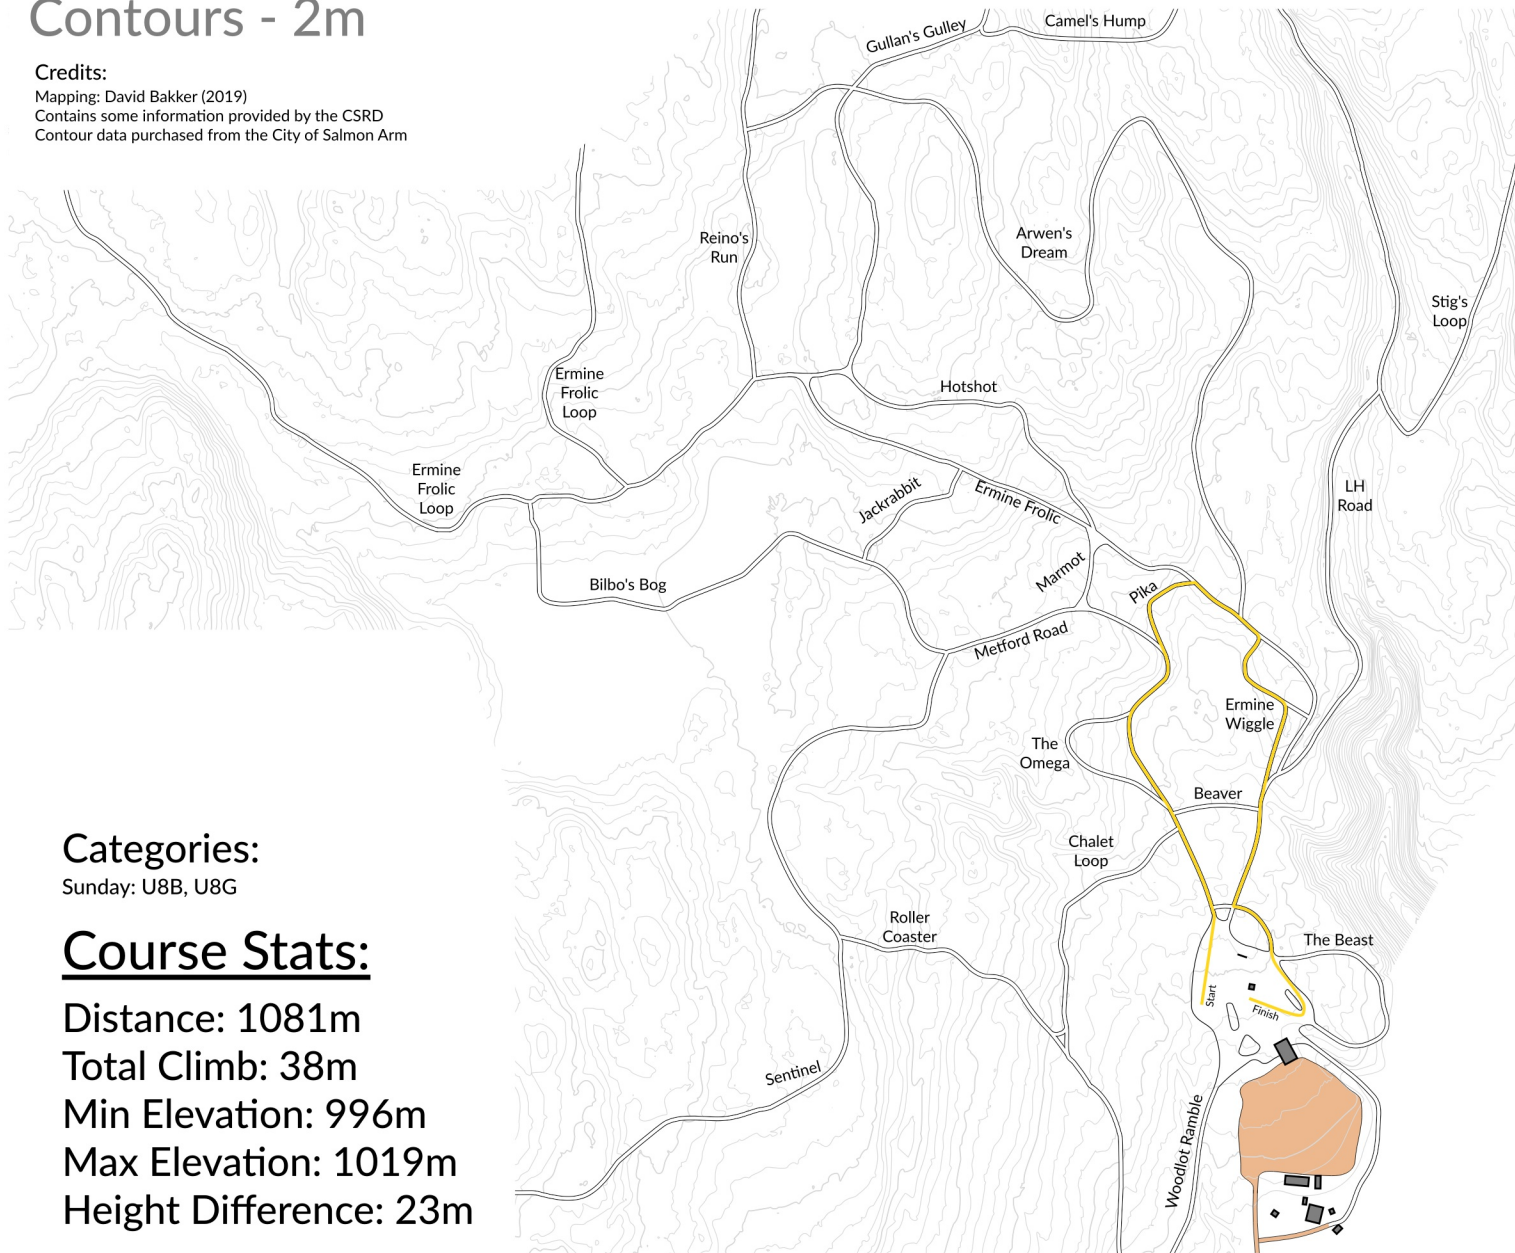 Contours - 2m
Credits:
Mapping: David Bakker (2019)
Contains some information provided by the CSRD
Contour data purchased from the City of Salmon Arm
Gullan's Gulley
Camel's Hump
Reino's
Run
Arwen's
Dream
Stig's
Loop
Ermine
Frolic
Loop
Hotshot
Ermine
Frolic
Loop
Jackrabbit
Ermine Frolic
LH
Road
Bilbo's Bog
Marmot
Pika
Metford Road
Ermine
Wiggle
The
Omega
Beaver
Chalet
Loop
Roller
Coaster
The Beast
Start
Finish
Sentinel
Woodlot Ramble
Categories:
Sunday: U8B, U8G
Course Stats:
Distance: 1081m
Total Climb: 38m
Min Elevation: 996m
Max Elevation: 1019m
Height Difference: 23m